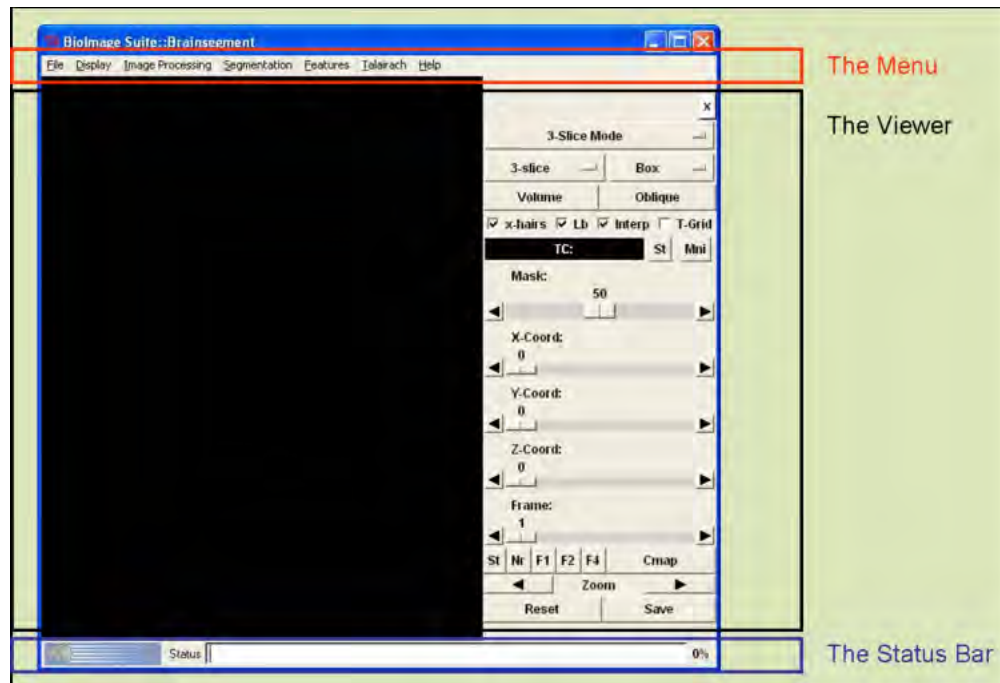 BioImage Suite::Brainsegment
File Display Image Processing Segmentation Features Talairach Help
The Menu
x
The Viewer
3-Slice Mode
3-slice Box
Volume Oblique
x-hairs Lb Interp T-Grid
TC: St Mni
Mask:
50
X-Coord:
0
Y-Coord:
0
Z-Coord:
0
Frame:
1
St Nr F1 F2 F4 Cmap
Zoom
Reset Save
Status 0%
The Status Bar